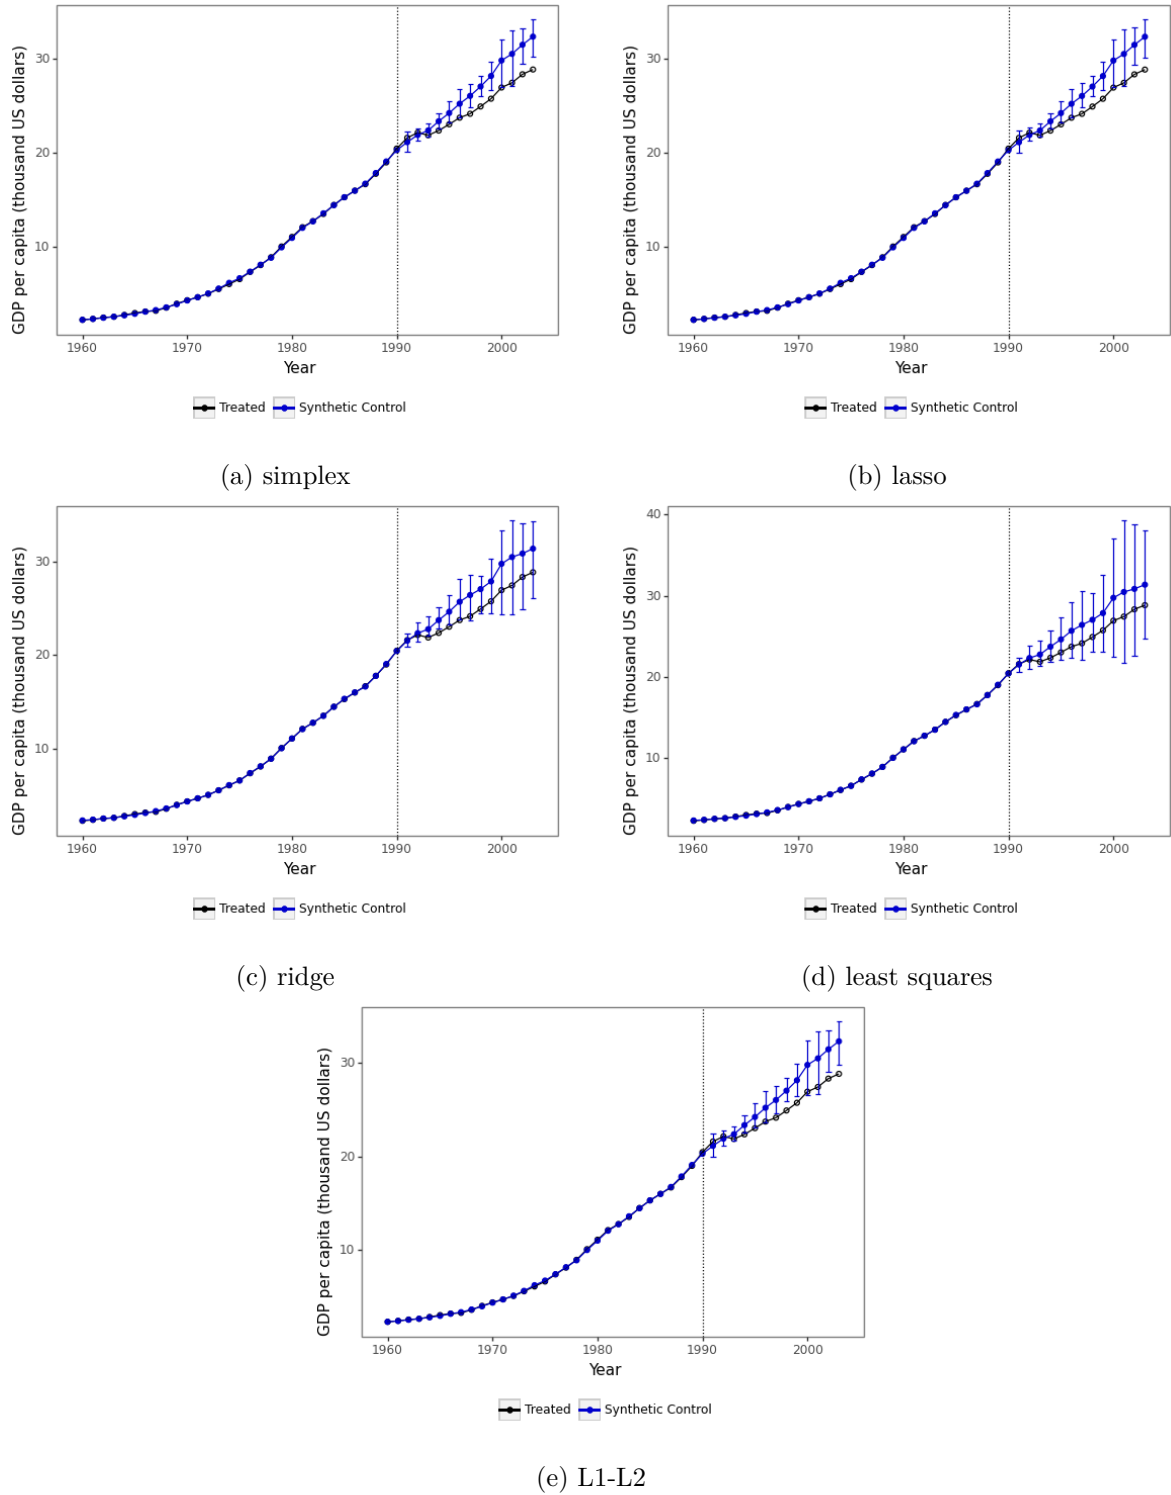 GDP per capita (thousand US dollars)
30
20
10
1960 1970 1980 1990 2000
Year
Treated Synthetic Control
(a) simplex
GDP per capita (thousand US dollars)
30
20
10
1960 1970 1980 1990 2000
Year
Treated Synthetic Control
(b) lasso
GDP per capita (thousand US dollars)
30
20
10
1960 1970 1980 1990 2000
Year
Treated Synthetic Control
(c) ridge
GDP per capita (thousand US dollars)
40
30
20
10
1960 1970 1980 1990 2000
Year
Treated Synthetic Control
(d) least squares
GDP per capita (thousand US dollars)
30
20
10
1960 1970 1980 1990 2000
Year
Treated Synthetic Control
(e) L1-L2